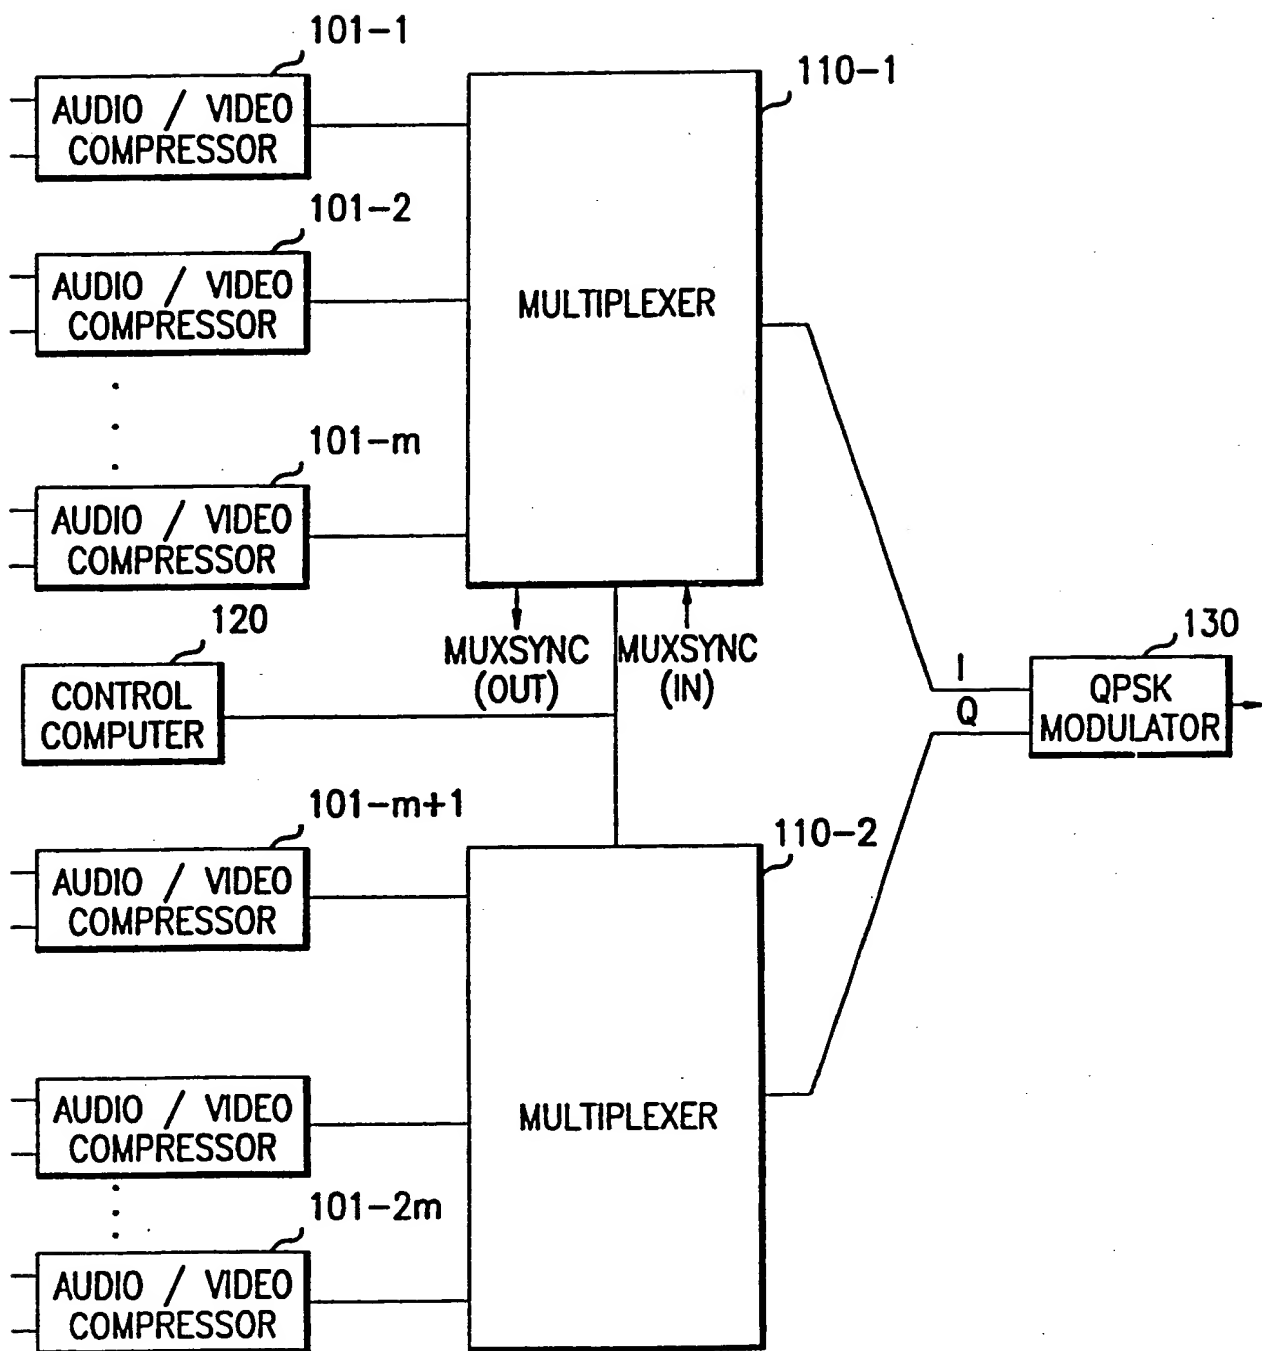 101-1
AUDIO / VIDEO
COMPRESSOR
110-1
101-2
AUDIO / VIDEO
COMPRESSOR
MULTIPLEXER
101-m
AUDIO / VIDEO
COMPRESSOR
120
CONTROL
COMPUTER
MUXSYNC
(OUT)
MUXSYNC
(IN)
I
Q
130
QPSK
MODULATOR
101-m+1
AUDIO / VIDEO
COMPRESSOR
110-2
AUDIO / VIDEO
COMPRESSOR
MULTIPLEXER
101-2m
AUDIO / VIDEO
COMPRESSOR